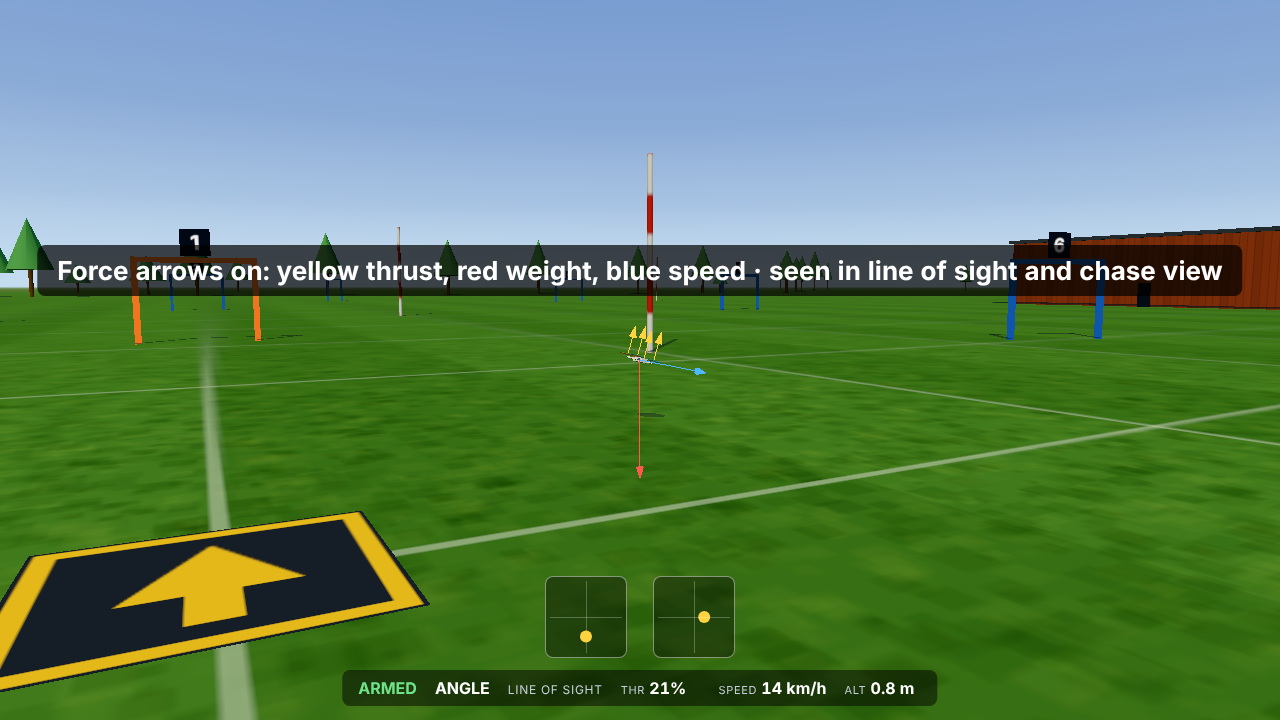 1
6
Force arrows on: yellow thrust, red weight, blue speed · seen in line of sight and chase view
ARMED ANGLE LINE OF SIGHT THR 21% SPEED 14 km/h ALT 0.8 m